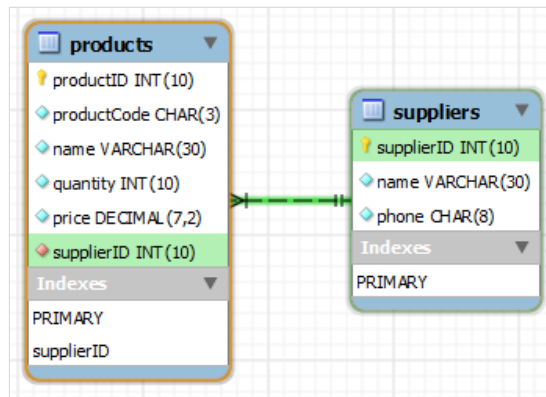 products
productID INT(10)
productCode CHAR(3)
name VARCHAR(30)
quantity INT(10)
price DECIMAL(7,2)
supplierID INT(10)
Indexes
PRIMARY
supplierID
suppliers
supplierID INT(10)
name VARCHAR(30)
phone CHAR(8)
Indexes
PRIMARY